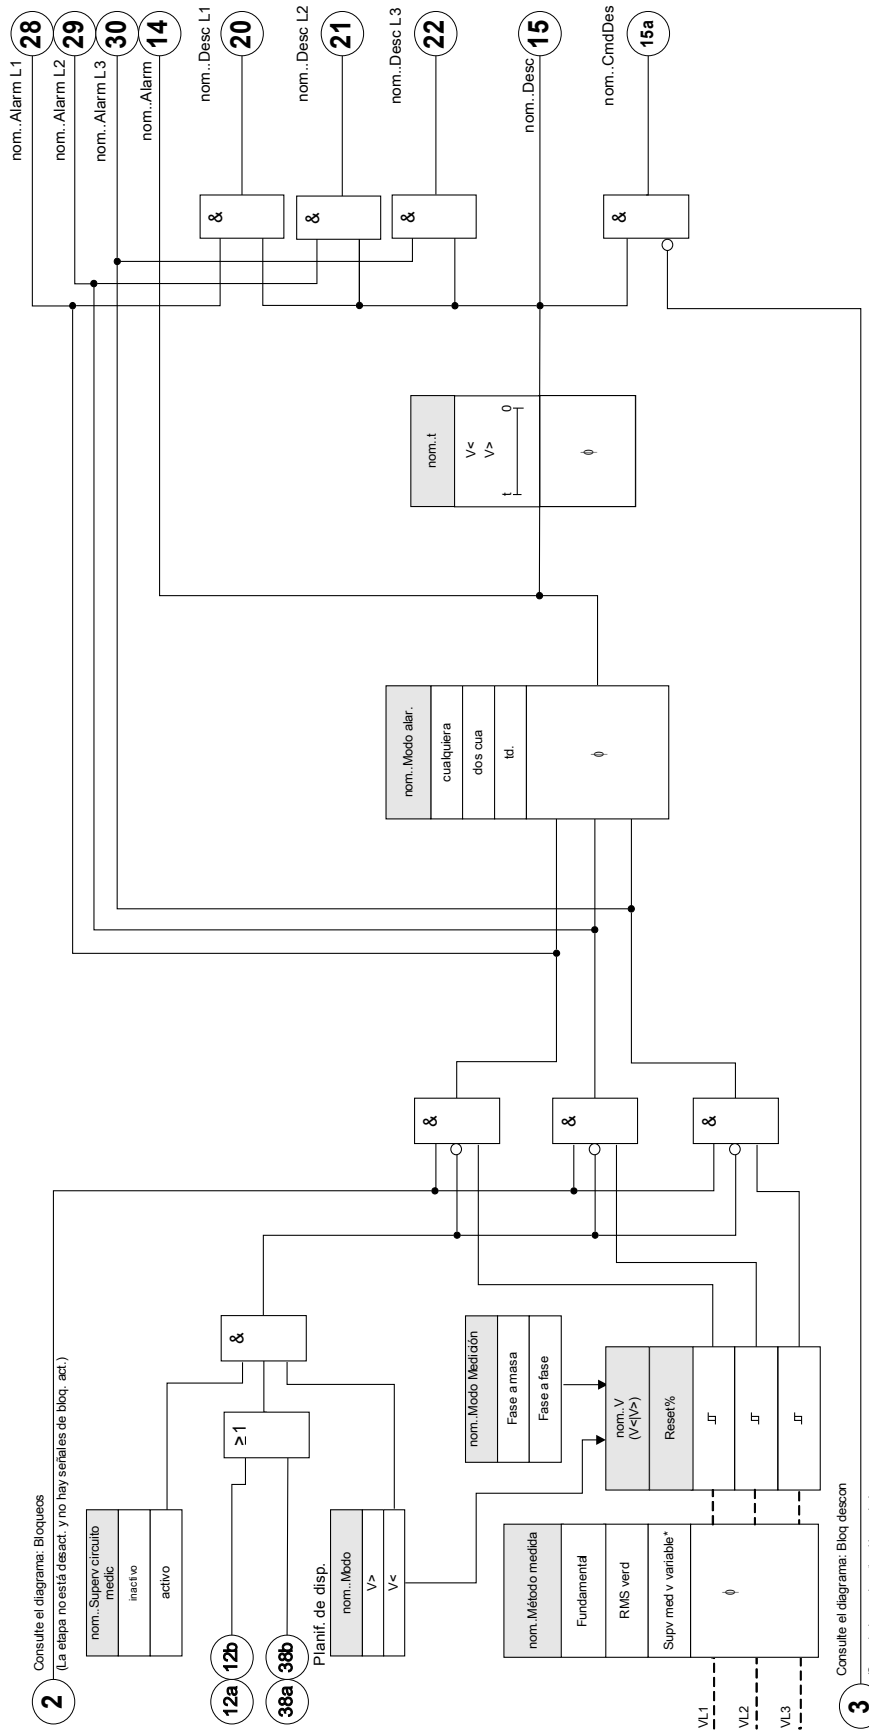 28
nom..Alarm L1
29
nom..Alarm L2
30
nom..Alarm L3
14
nom..Alarm
20
nom..Desc L1
21
nom..Desc L2
22
nom..Desc L3
15
nom..Desc
15a
nom..CmdDes
&
&
&
&
nom..t
V<
V>
t
0
φ
nom..Modo alar.
cualquiera
dos cua
td.
φ
&
&
&
2
Consulte el diagrama: Bloqueos
(La etapa no está desact. y no hay señales de bloq. act.)
nom..Superv circuito
medic
inactivo
activo
12a
12b
38a
38b
≥1
&
Planif. de disp.
nom..Modo
V>
V<
nom..Modo Medición
Fase a masa
Fase a fase
nom..V
(V<|V>)
Reset%
nom..Método medida
Fundamental
RMS verd
Supv med v variable*
φ
VL1
VL2
VL3
3
Consulte el diagrama: Bloq descon